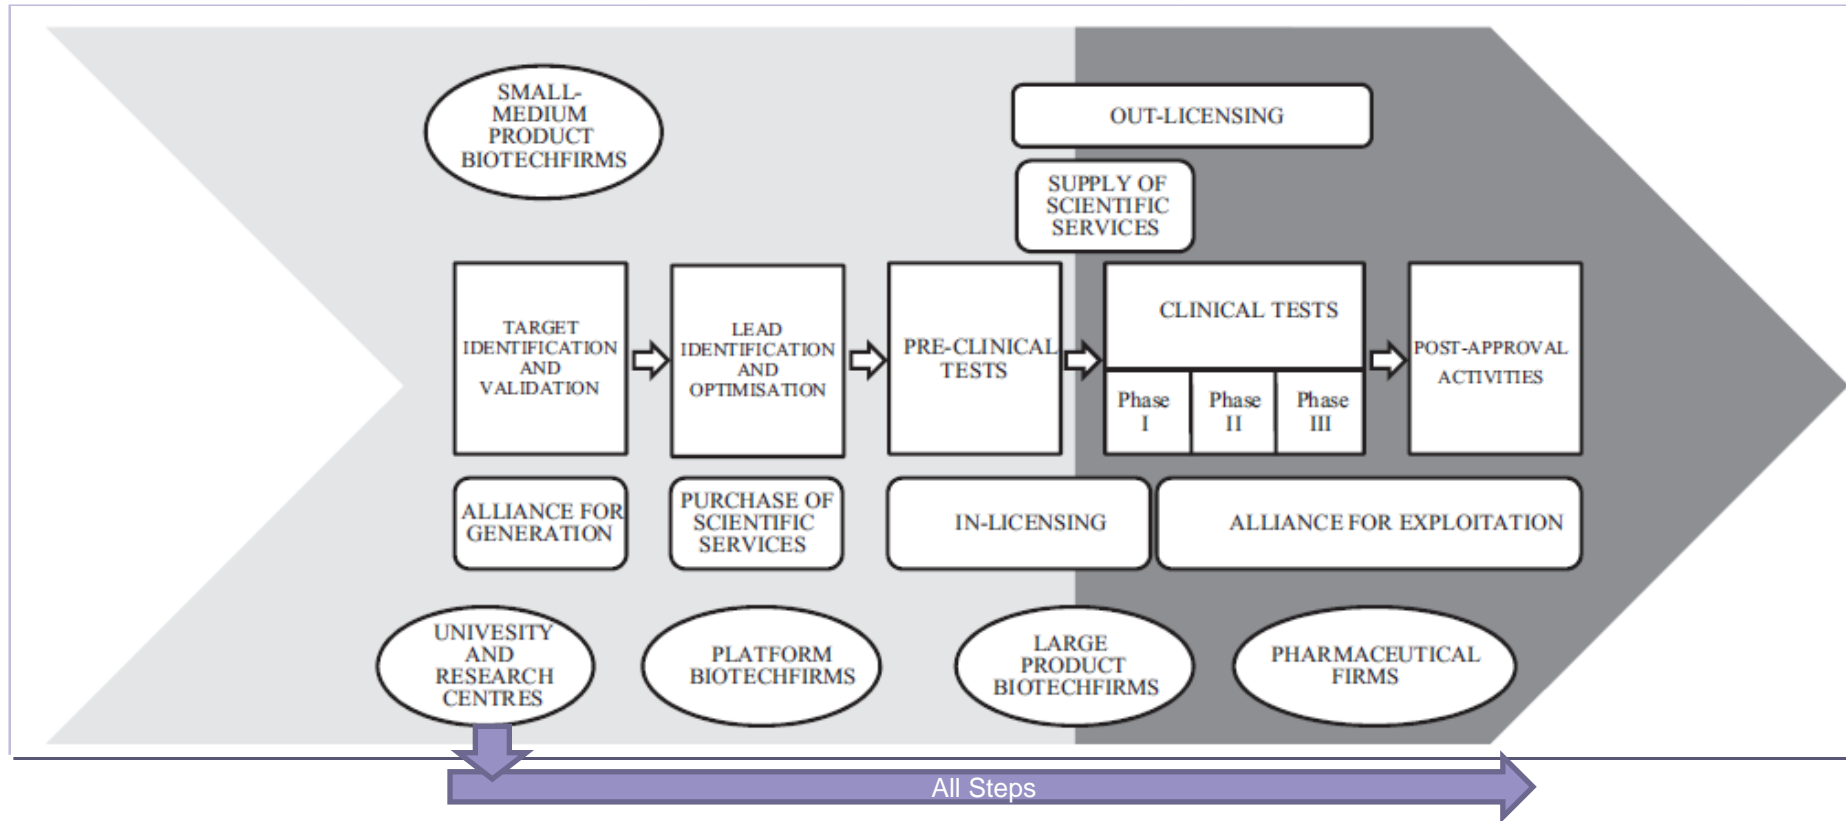 SMALL-
MEDIUM
PRODUCT
BIOTECHFIRMS
OUT-LICENSING
SUPPLY OF
SCIENTIFIC
SERVICES
TARGET
IDENTIFICATION
AND
VALIDATION
LEAD
IDENTIFICATION
AND
OPTIMISATION
PRE-CLINICAL
TESTS
CLINICAL TESTS
Phase
I
Phase
II
Phase
III
POST-APPROVAL
ACTIVITIES
ALLIANCE FOR
GENERATION
PURCHASE OF
SCIENTIFIC
SERVICES
IN-LICENSING
ALLIANCE FOR EXPLOITATION
UNIVESITY
AND
RESEARCH
CENTRES
PLATFORM
BIOTECHFIRMS
LARGE
PRODUCT
BIOTECHFIRMS
PHARMACEUTICAL
FIRMS
All Steps